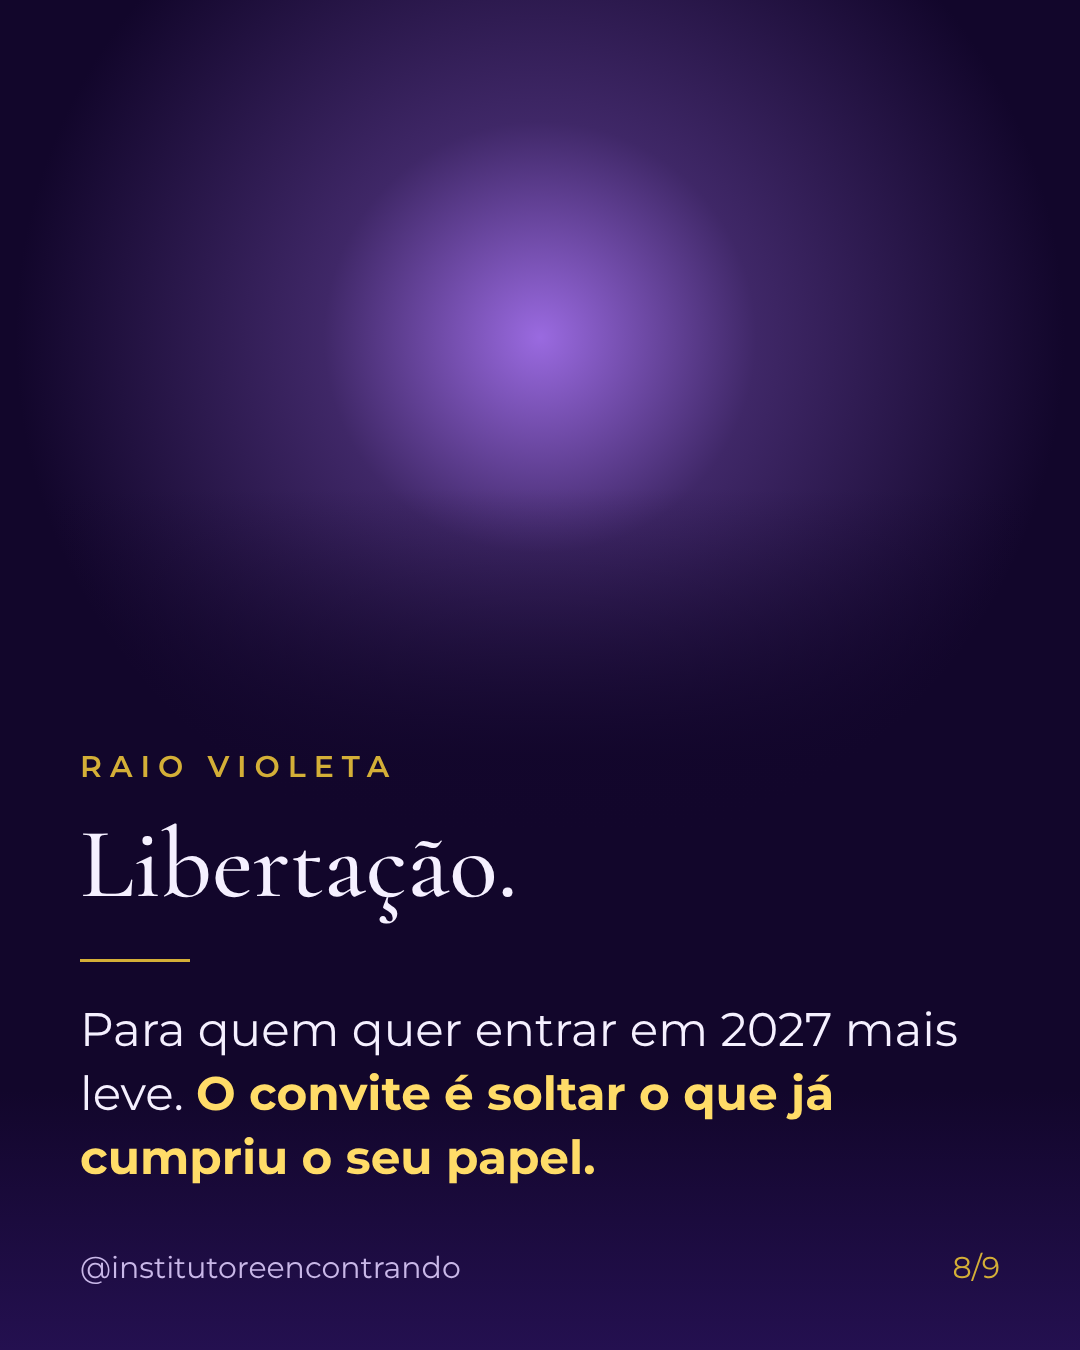 RAIO VIOLETA
Libertação.
Para quem quer entrar em 2027 mais
leve. O convite é soltar o que já
cumpriu o seu papel.
@institutoreencontrando
8/9